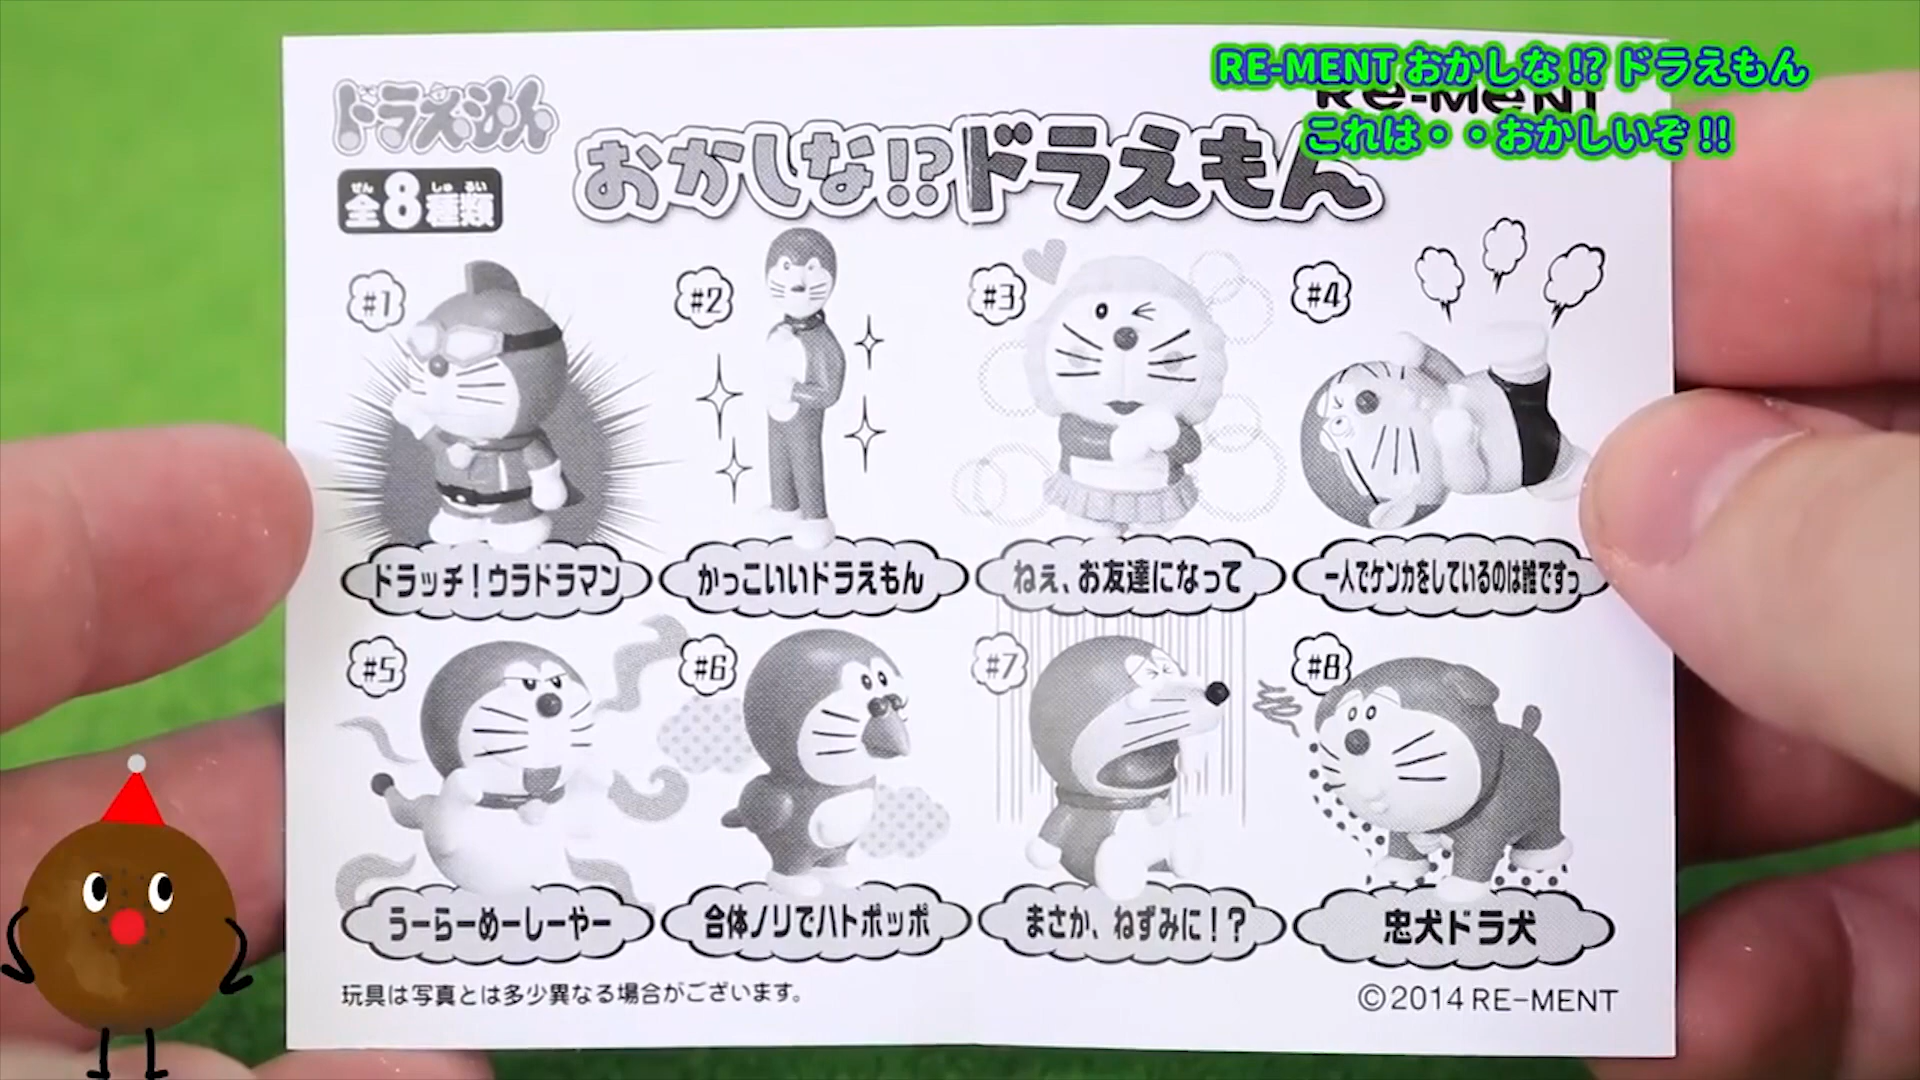 RE-MENT おかしな!?ドラえもん
これは・・おかしいぞ!!
ドラえもん
Re-MeNT
全8種類
ぜん しゅ るい
おかしな!?ドラえもん
#1
#2
#3
#4
ドラッチ!ウラドラマン
かっこいいドラえもん
ねぇ、お友達になって
一人でケンカをしているのは誰ですっ
#5
#6
#7
#8
うーらーめーしーやー
合体ノリでハトポッポ
まさか、ねずみに!?
忠犬ドラ犬
玩具は写真とは多少異なる場合がございます。
©2014 RE-MENT